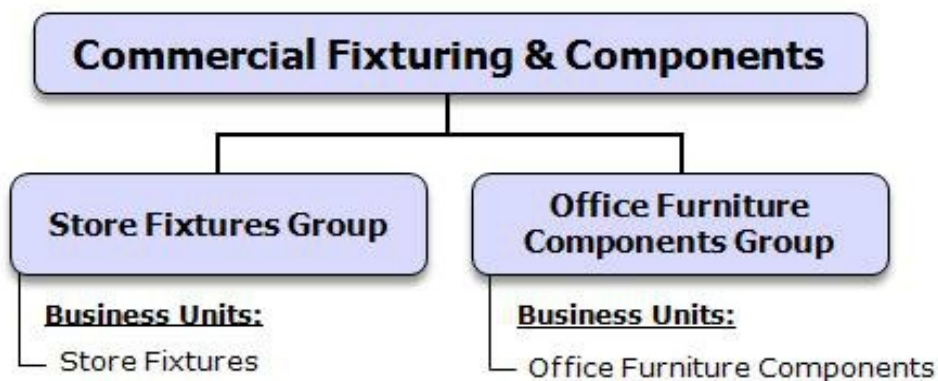 Commercial Fixturing & Components
Store Fixtures Group
Office Furniture
Components Group
Business Units:
Store Fixtures
Business Units:
Office Furniture Components